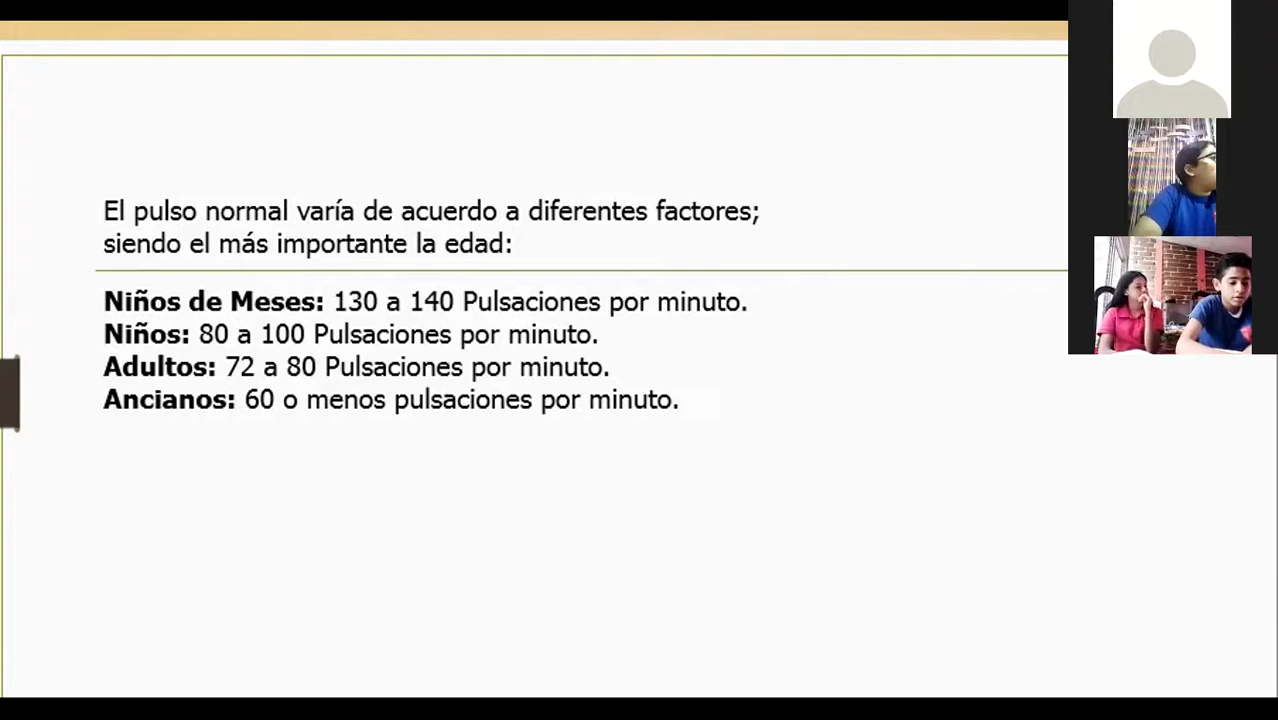 El pulso normal varía de acuerdo a diferentes factores;
siendo el más importante la edad:
Niños de Meses: 130 a 140 Pulsaciones por minuto.
Niños: 80 a 100 Pulsaciones por minuto.
Adultos: 72 a 80 Pulsaciones por minuto.
Ancianos: 60 o menos pulsaciones por minuto.